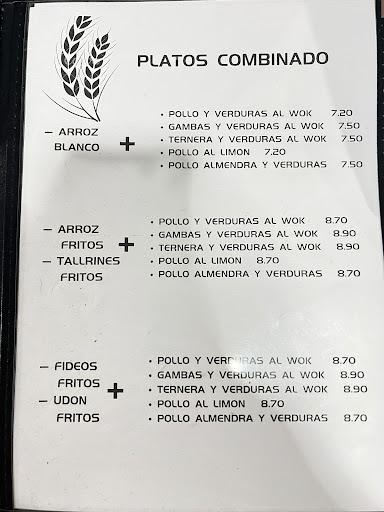 PLATOS COMBINADO
– ARROZ
BLANCO
+
• POLLO Y VERDURAS AL WOK 7.20
• GAMBAS Y VERDURAS AL WOK 7.50
• TERNERA Y VERDURAS AL WOK 7.50
• POLLO AL LIMON 7.20
• POLLO ALMENDRA Y VERDURAS 7.50
– ARROZ
FRITOS
– TALLRINES
FRITOS
+
• POLLO Y VERDURAS AL WOK 8.70
• GAMBAS Y VERDURAS AL WOK 8.90
• TERNERA Y VERDURAS AL WOK 8.90
• POLLO AL LIMON 8.70
• POLLO ALMENDRA Y VERDURAS 8.70
– FIDEOS
FRITOS
– UDON
FRITOS
+
• POLLO Y VERDURAS AL WOK 8.70
• GAMBAS Y VERDURAS AL WOK 8.90
• TERNERA Y VERDURAS AL WOK 8.90
• POLLO AL LIMON 8.70
• POLLO ALMENDRA Y VERDURAS 8.70